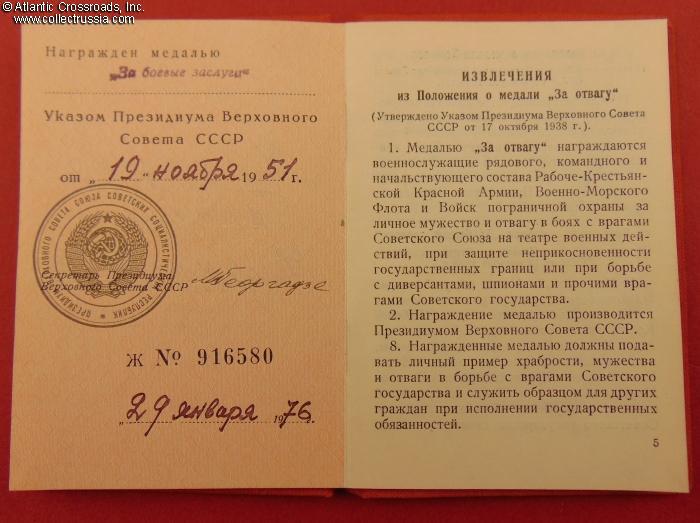 © Atlantic Crossroads, Inc.
www.collectrussia.com
Награжден медалью
„За боевые заслуги“
Указом Президиума Верховного
Совета СССР
от „19“ ноября 1951 г.
Секретарь Президиума
Верховного Совета СССР
М Георгадзе
Ж № 916580
„29 января 1976
ИЗВЛЕЧЕНИЯ
из Положения о медали „За отвагу“
(Утверждено Указом Президиума Верховного Совета
СССР от 17 октября 1938 г.).
1. Медалью „За отвагу“ награждаются
военнослужащие рядового, командного и
начальствующего состава Рабоче-Крестьян-
ской Красной Армии, Военно-Морского
Флота и Войск пограничной охраны за
личное мужество и отвагу в боях с врагами
Советского Союза на театре военных дей-
ствий, при защите неприкосновенности
государственных границ или при борьбе
с диверсантами, шпионами и прочими вра-
гами Советского государства.
2. Награждение медалью производится
Президиумом Верховного Совета СССР.
8. Награжденные медалью должны пода-
вать личный пример храбрости, мужества
и отваги в борьбе с врагами Советского
государства и служить образцом для других
граждан при исполнении государственных
обязанностей.
5